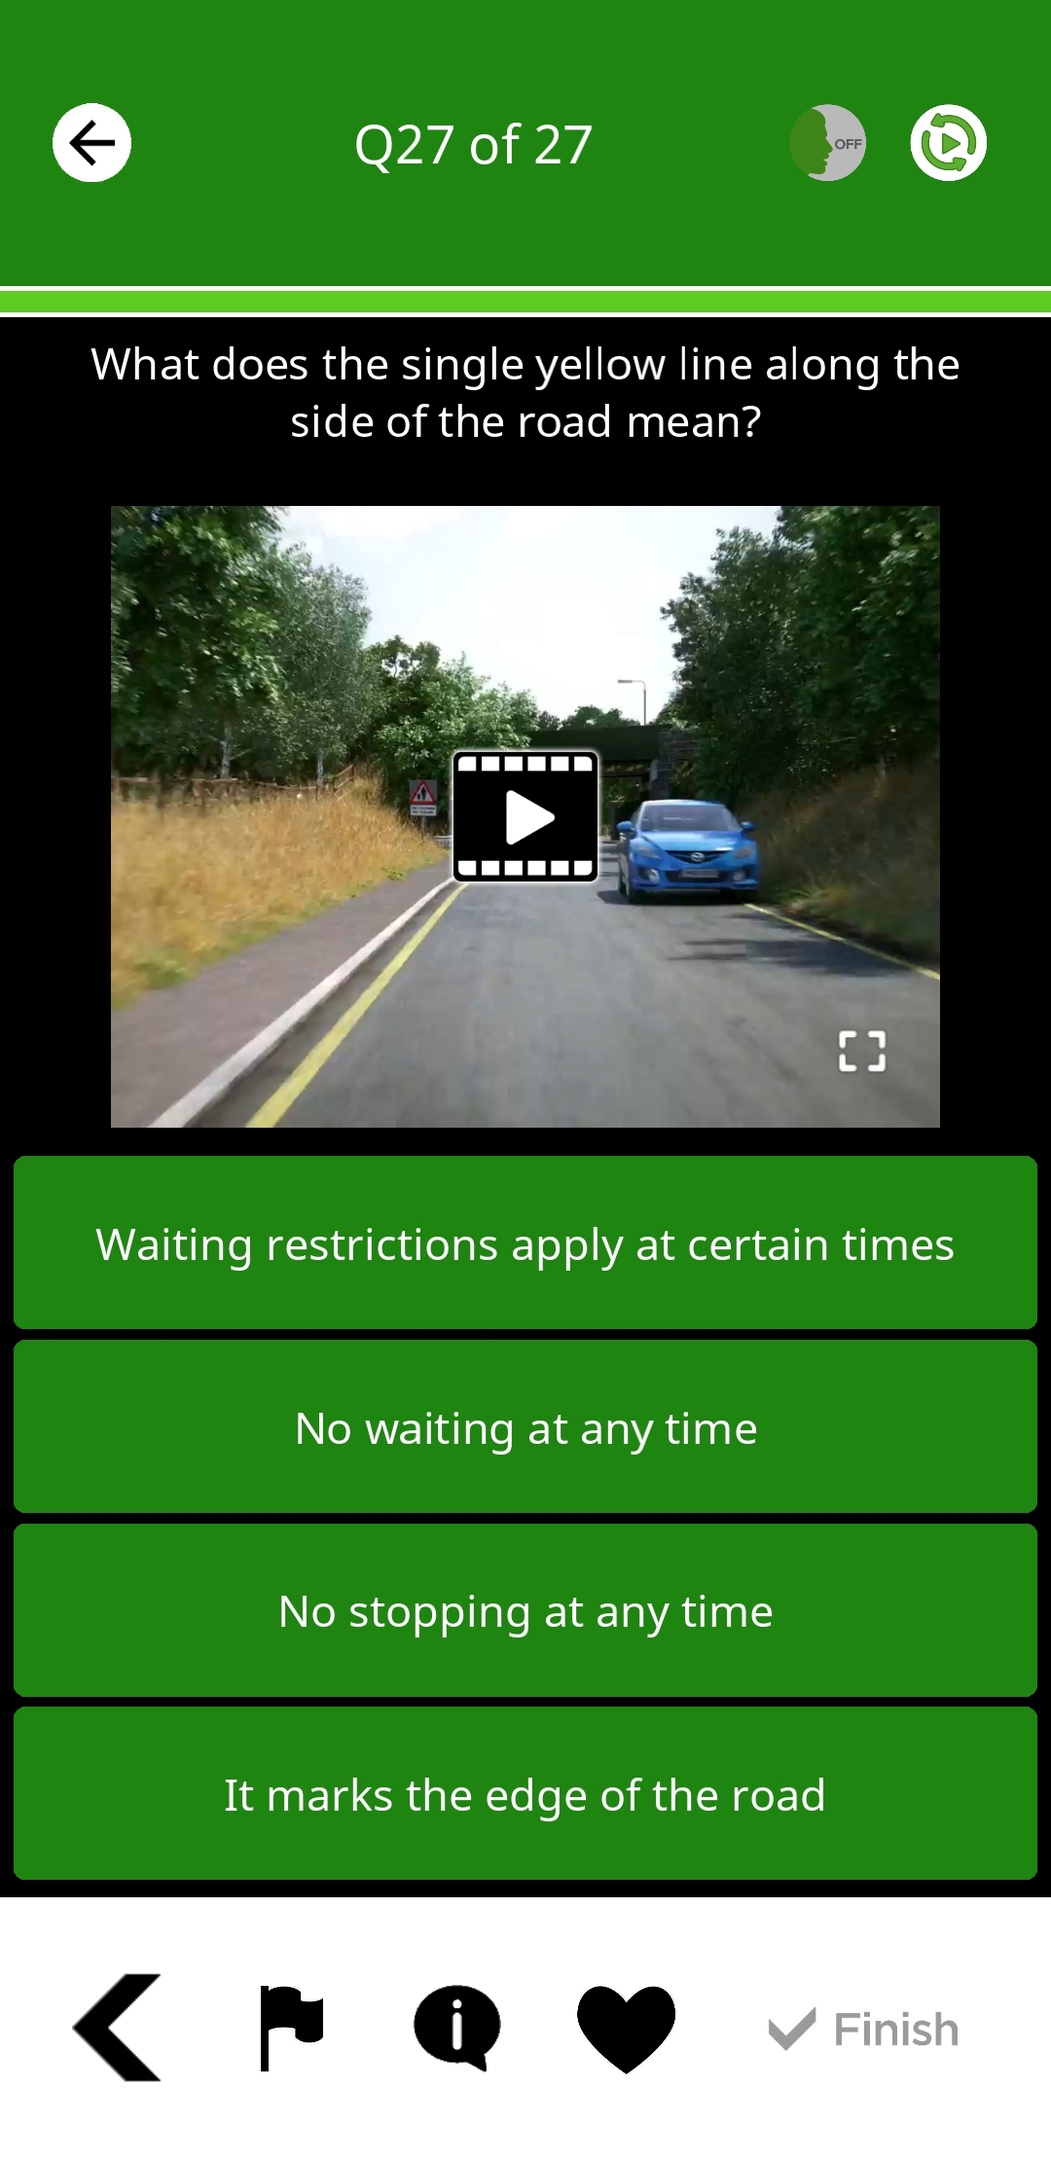 Q27 of 27
OFF
What does the single yellow line along the
side of the road mean?
Waiting restrictions apply at certain times
No waiting at any time
No stopping at any time
It marks the edge of the road
Finish